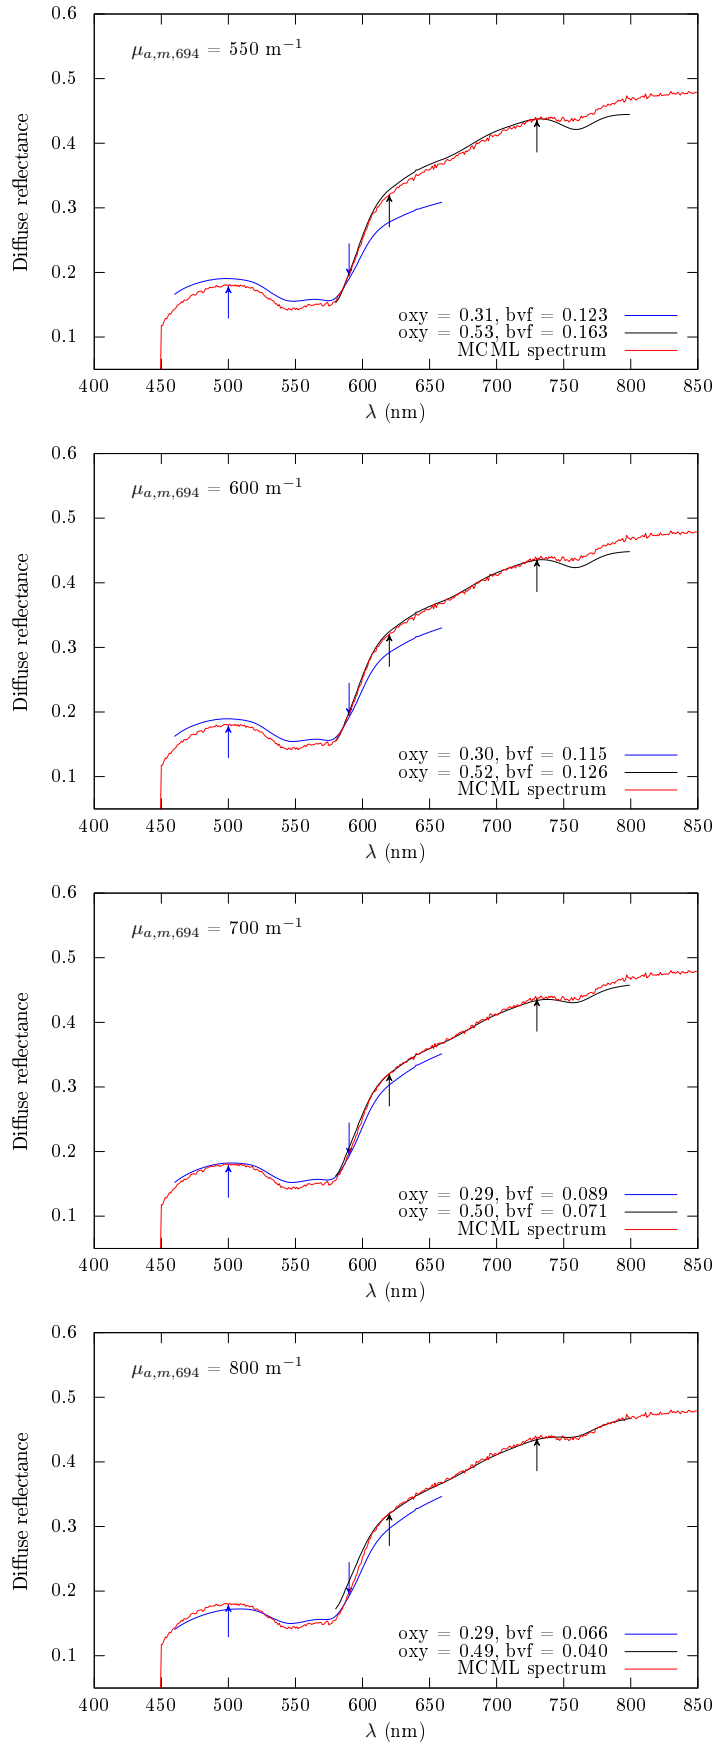 0.6
μa,m,694 = 550 m−1
0.5
0.4
0.3
0.2
0.1
Diffuse reflectance
oxy = 0.31, bvf = 0.123
oxy = 0.53, bvf = 0.163
MCML spectrum
400 450 500 550 600 650 700 750 800 850
λ (nm)
0.6
μa,m,694 = 600 m−1
0.5
0.4
0.3
0.2
0.1
Diffuse reflectance
oxy = 0.30, bvf = 0.115
oxy = 0.52, bvf = 0.126
MCML spectrum
400 450 500 550 600 650 700 750 800 850
λ (nm)
0.6
μa,m,694 = 700 m−1
0.5
0.4
0.3
0.2
0.1
Diffuse reflectance
oxy = 0.29, bvf = 0.089
oxy = 0.50, bvf = 0.071
MCML spectrum
400 450 500 550 600 650 700 750 800 850
λ (nm)
0.6
μa,m,694 = 800 m−1
0.5
0.4
0.3
0.2
0.1
Diffuse reflectance
oxy = 0.29, bvf = 0.066
oxy = 0.49, bvf = 0.040
MCML spectrum
400 450 500 550 600 650 700 750 800 850
λ (nm)